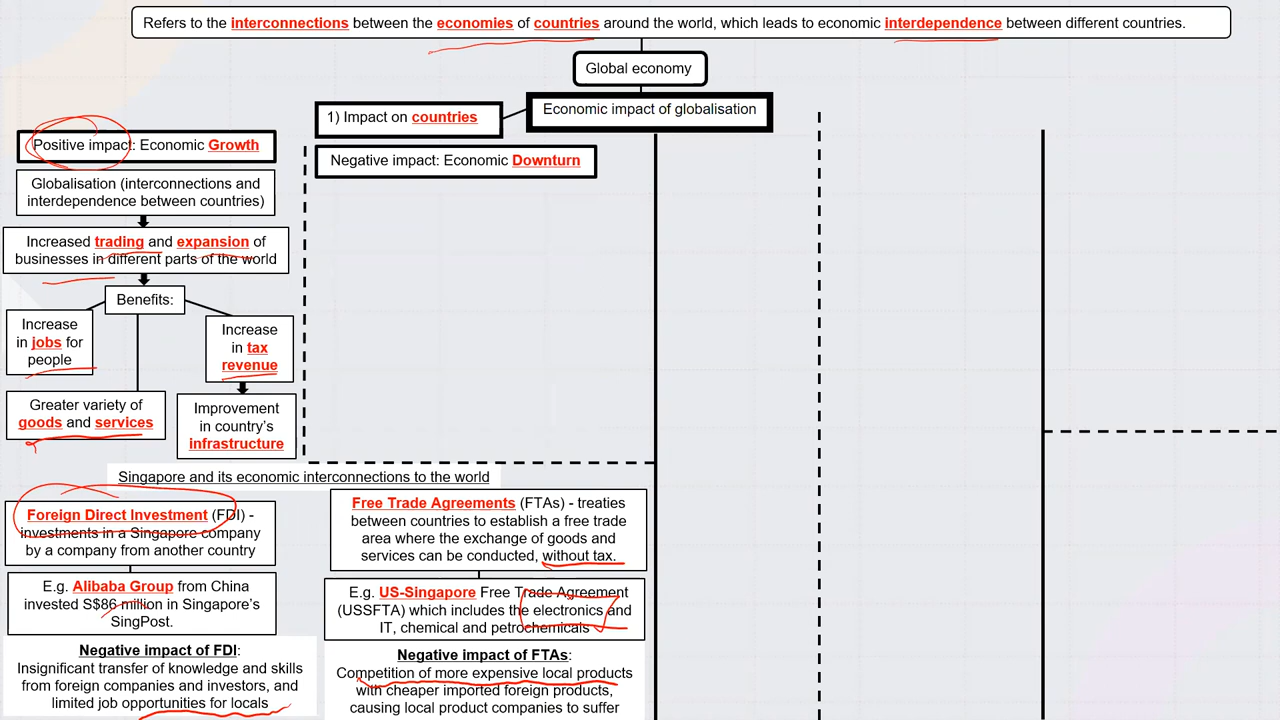 Refers to the interconnections between the economies of countries around the world, which leads to economic interdependence between different countries.
Global economy
Economic impact of globalisation
1) Impact on countries
Positive impact: Economic Growth
Globalisation (interconnections and
interdependence between countries)
Increased trading and expansion of
businesses in different parts of the world
Benefits:
Increase
in jobs for
people
Increase
in tax
revenue
Greater variety of
goods and services
Improvement
in country's
infrastructure
Negative impact: Economic Downturn
Singapore and its economic interconnections to the world
Foreign Direct Investment (FDI) -
investments in a Singapore company
by a company from another country
E.g. Alibaba Group from China
invested S$86 million in Singapore's
SingPost.
Negative impact of FDI:
Insignificant transfer of knowledge and skills
from foreign companies and investors, and
limited job opportunities for locals
Free Trade Agreements (FTAs) - treaties
between countries to establish a free trade
area where the exchange of goods and
services can be conducted, without tax.
E.g. US-Singapore Free Trade Agreement
(USSFTA) which includes the electronics and
IT, chemical and petrochemicals
Negative impact of FTAs:
Competition of more expensive local products
with cheaper imported foreign products,
causing local product companies to suffer